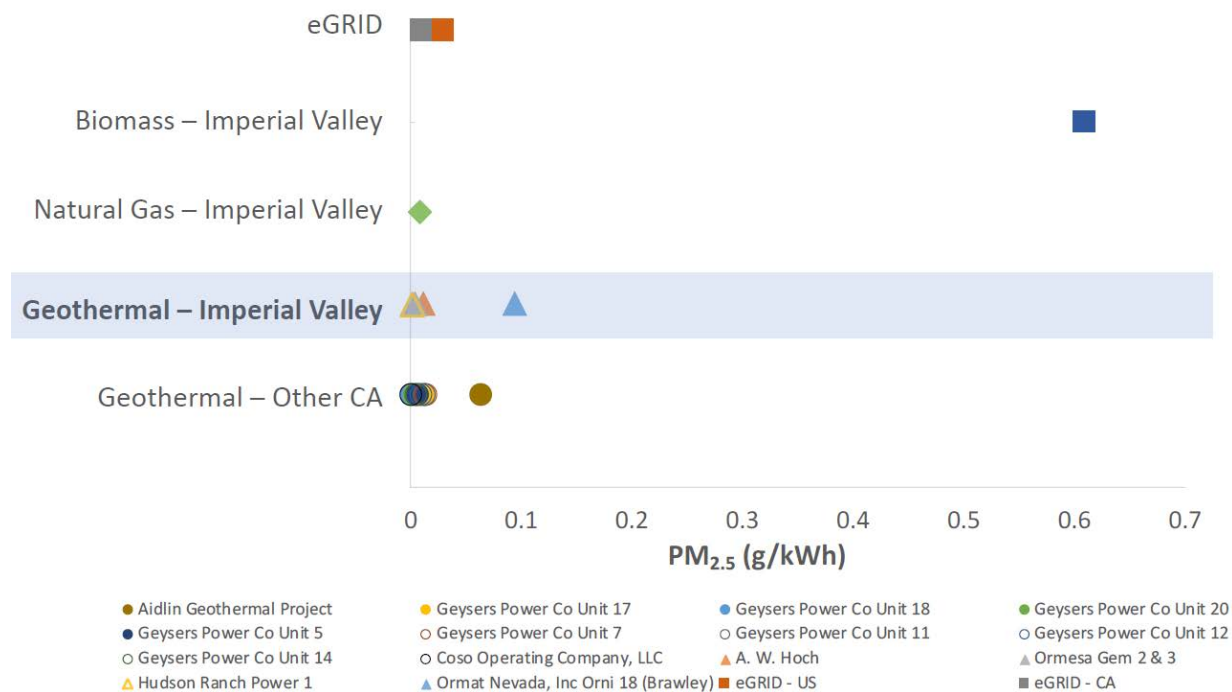 eGRID
Biomass – Imperial Valley
Natural Gas – Imperial Valley
Geothermal – Imperial Valley
Geothermal – Other CA
0 0.1 0.2 0.3 0.4 0.5 0.6 0.7
PM2.5 (g/kWh)
Aidlin Geothermal Project Geysers Power Co Unit 17 Geysers Power Co Unit 18 Geysers Power Co Unit 20
Geysers Power Co Unit 5 Geysers Power Co Unit 7 Geysers Power Co Unit 11 Geysers Power Co Unit 12
Geysers Power Co Unit 14 Coso Operating Company, LLC A. W. Hoch Ormesa Gem 2 & 3
Hudson Ranch Power 1 Ormat Nevada, Inc Orni 18 (Brawley) eGRID - US eGRID - CA